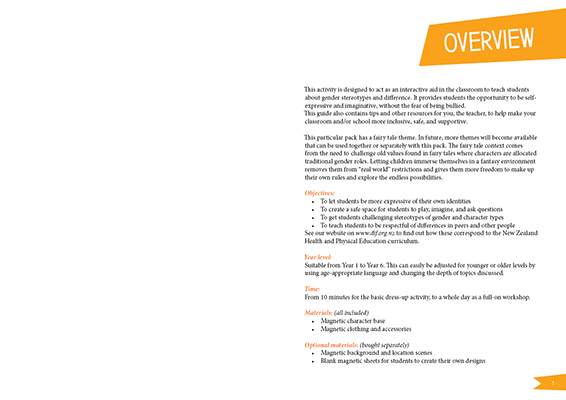 OVERVIEW
This activity is designed to act as an interactive aid in the classroom to teach students
about gender stereotypes and difference. It provides students the opportunity to be self-
expressive and imaginative, without the fear of being bullied.
This guide also contains tips and other resources for you, the teacher, to help make your
classroom and/or school more inclusive, safe, and supportive.
This particular pack has a fairy tale theme. In future, more themes will become available
that can be used together or separately with this pack. The fairy tale context comes
from the need to challenge old values found in fairy tales where characters are allocated
traditional gender roles. Letting children immerse themselves in a fantasy environment
removes them from "real world" restrictions and gives them more freedom to make up
their own rules and explore the endless possibilities.
Objectives:
• To let students be more expressive of their own identities
• To create a safe space for students to play, imagine, and ask questions
• To get students challenging stereotypes of gender and character types
• To teach students to be respectful of differences in peers and other people
See our website on www.dif.org.nz to find out how these correspond to the New Zealand
Health and Physical Education curriculum.
Year level:
Suitable from Year 1 to Year 6. This can easily be adjusted for younger or older levels by
using age-appropriate language and changing the depth of topics discussed.
Time:
From 10 minutes for the basic dress-up activity, to a whole day as a full-on workshop.
Materials: (all included)
• Magnetic character base
• Magnetic clothing and accessories
Optional materials: (bought separately)
• Magnetic background and location scenes
• Blank magnetic sheets for students to create their own designs
1